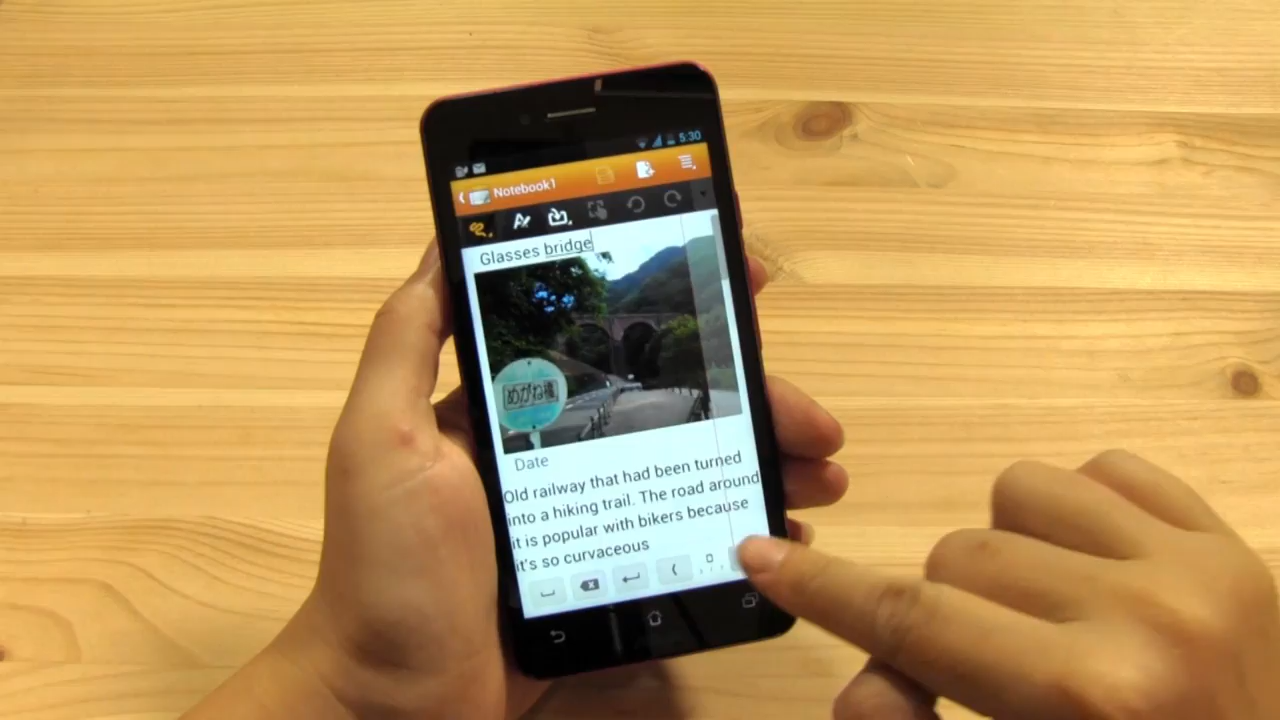 5:30
Notebook1
Glasses bridge
めがね橋
Date
Old railway that had been turned
into a hiking trail. The road around
it is popular with bikers because
it's so curvaceous